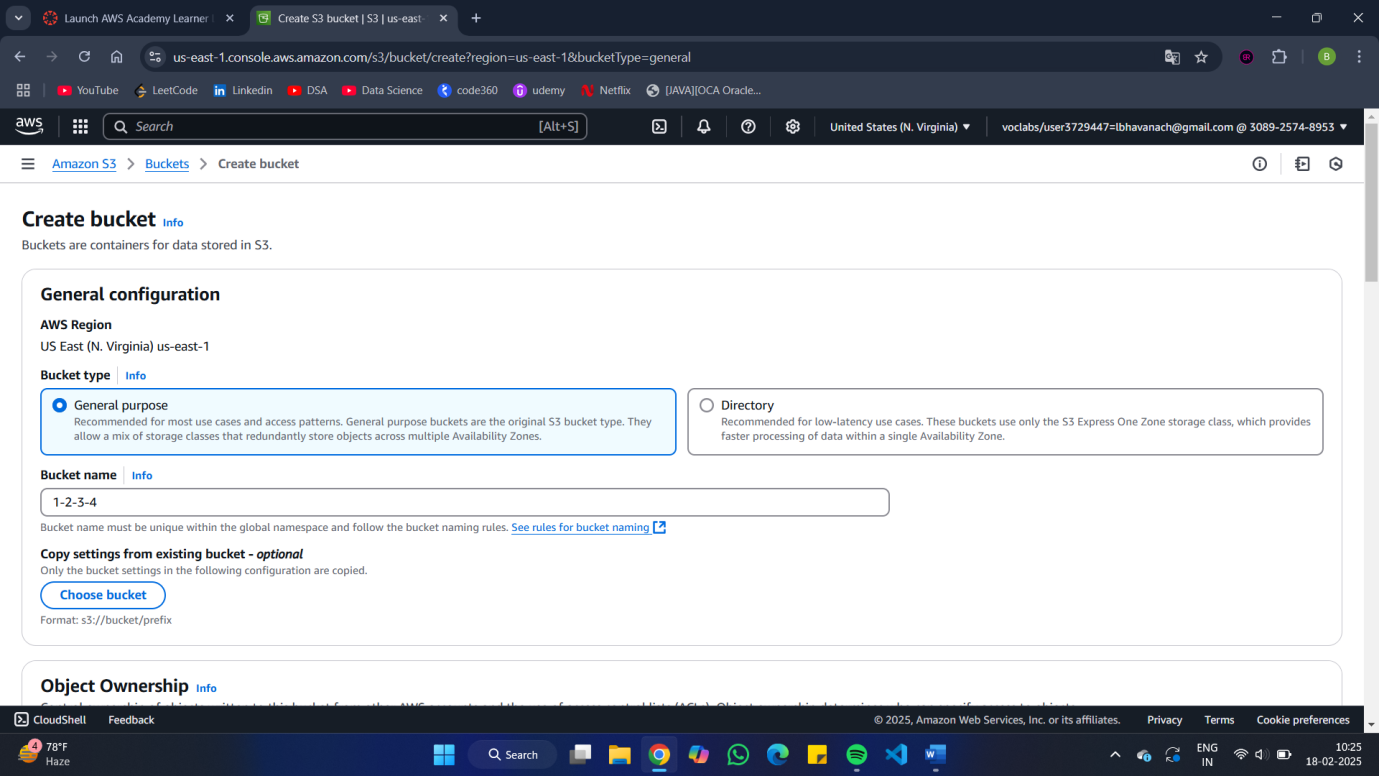 Launch AWS Academy Learner
Create S3 bucket | S3 | us-east-
us-east-1.console.aws.amazon.com/s3/bucket/create?region=us-east-1&bucketType=general
B
YouTube
LeetCode
Linkedin
DSA
Data Science
code360
udemy
Netflix
[JAVA][OCA Oracle...
aws
Search
[Alt+S]
United States (N. Virginia)
voclabs/user3729447=lbhavanach@gmail.com @ 3089-2574-8953
Amazon S3
Buckets
Create bucket
Create bucket Info
Buckets are containers for data stored in S3.
General configuration
AWS Region
US East (N. Virginia) us-east-1
Bucket type Info
General purpose
Recommended for most use cases and access patterns. General purpose buckets are the original S3 bucket type. They
allow a mix of storage classes that redundantly store objects across multiple Availability Zones.
Directory
Recommended for low-latency use cases. These buckets use only the S3 Express One Zone storage class, which provides
faster processing of data within a single Availability Zone.
Bucket name Info
1-2-3-4
Bucket name must be unique within the global namespace and follow the bucket naming rules. See rules for bucket naming
Copy settings from existing bucket - optional
Only the bucket settings in the following configuration are copied.
Choose bucket
Format: s3://bucket/prefix
Object Ownership Info
CloudShell
Feedback
© 2025, Amazon Web Services, Inc. or its affiliates.
Privacy
Terms
Cookie preferences
4
78°F
Haze
Search
ENG
IN
10:25
18-02-2025